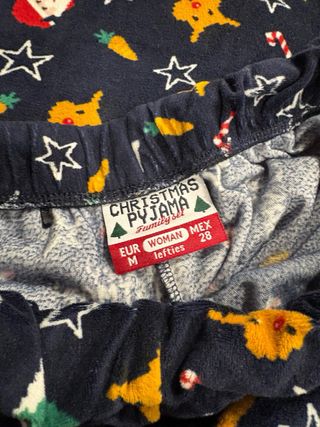 CHRISTMAS
PYJAMA
Family set
EUR WOMAN MEX
M lefties 28